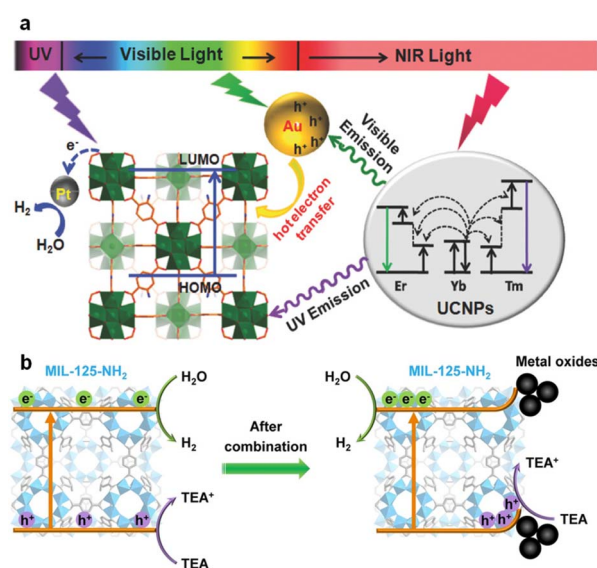 a
UV
Visible Light
NIR Light
h⁺
h⁺ h⁺
Au
h⁺ h⁺
Visible
Emission
e⁻
LUMO
Pt
H₂
H₂O
hot electron
transfer
HOMO
UV Emission
Er
Yb
Tm
UCNPs
b
MIL-125-NH₂
e⁻ e⁻ e⁻
H₂O
H₂
TEA⁺
h⁺ h⁺ h⁺
TEA
After
combination
MIL-125-NH₂
Metal oxides
H₂O
e⁻ e⁻ e⁻
H₂
TEA⁺
h⁺
h⁺ h⁺
TEA